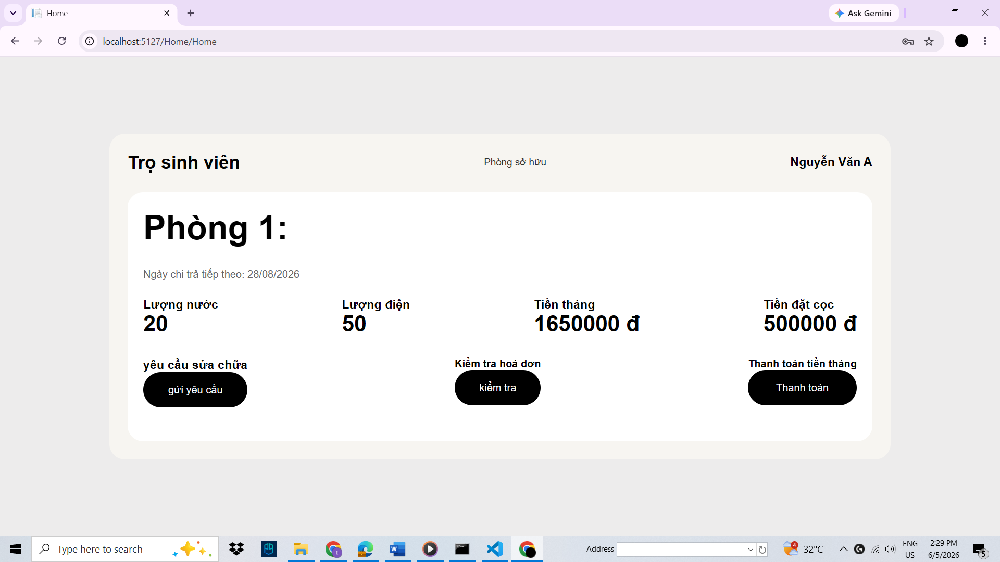 Home
Ask Gemini
localhost:5127/Home/Home
Trọ sinh viên
Phòng sở hữu
Nguyễn Văn A
Phòng 1:
Ngày chi trả tiếp theo: 28/08/2026
Lượng nước
20
Lượng điện
50
Tiền tháng
1650000 đ
Tiền đặt cọc
500000 đ
yêu cầu sửa chữa
gửi yêu cầu
Kiểm tra hoá đơn
kiểm tra
Thanh toán tiền tháng
Thanh toán
Type here to search
t
W
Address
4
32°C
ENG
US
2:29 PM
6/5/2026
5